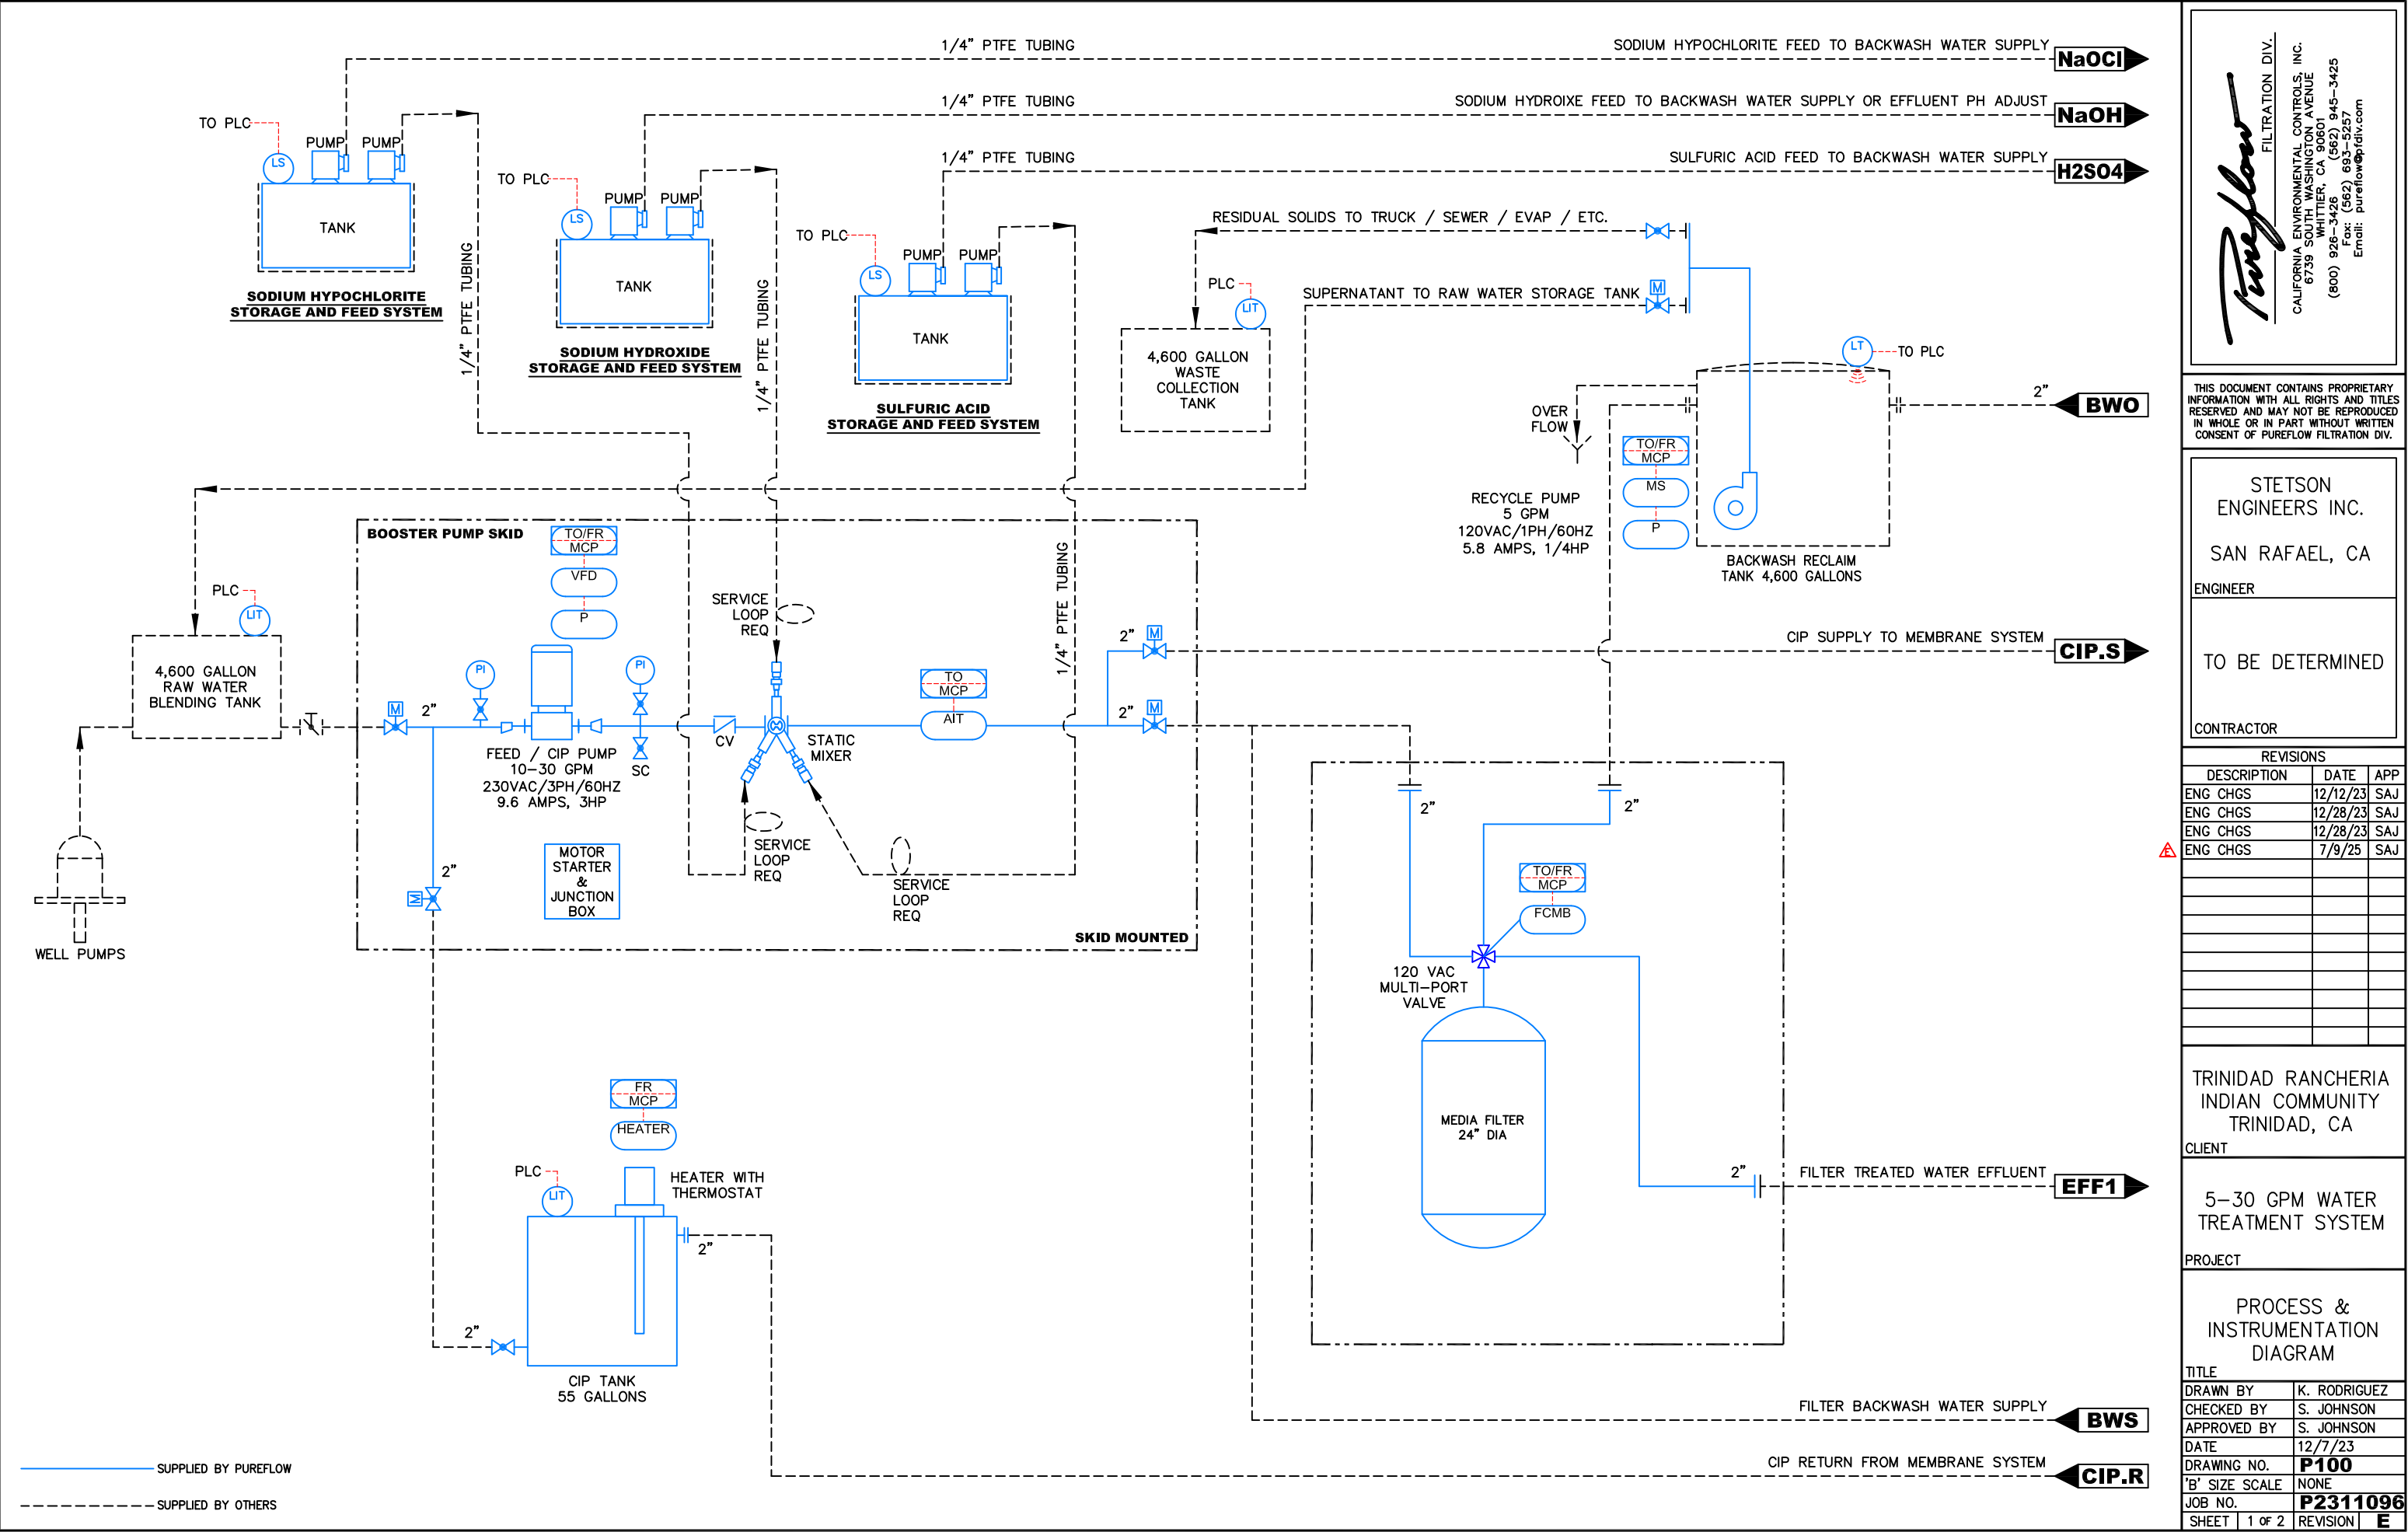 1/4" PTFE TUBING
SODIUM HYPOCHLORITE FEED TO BACKWASH WATER SUPPLY
NaOCl
1/4" PTFE TUBING
SODIUM HYDROIXE FEED TO BACKWASH WATER SUPPLY OR EFFLUENT PH ADJUST
NaOH
1/4" PTFE TUBING
SULFURIC ACID FEED TO BACKWASH WATER SUPPLY
H2SO4
TO PLC
LS
PUMP
PUMP
TANK
SODIUM HYPOCHLORITE
STORAGE AND FEED SYSTEM
1/4" PTFE TUBING
TO PLC
LS
PUMP
PUMP
TANK
SODIUM HYDROXIDE
STORAGE AND FEED SYSTEM
1/4" PTFE TUBING
TO PLC
LS
PUMP
PUMP
TANK
SULFURIC ACID
STORAGE AND FEED SYSTEM
1/4" PTFE TUBING
RESIDUAL SOLIDS TO TRUCK / SEWER / EVAP / ETC.
SUPERNATANT TO RAW WATER STORAGE TANK
M
PLC
LIT
4,600 GALLON
WASTE
COLLECTION
TANK
LT
TO PLC
2"
BWO
OVER
FLOW
TO/FR
MCP
MS
P
RECYCLE PUMP
5 GPM
120VAC/1PH/60HZ
5.8 AMPS, 1/4HP
BACKWASH RECLAIM
TANK 4,600 GALLONS
BOOSTER PUMP SKID
TO/FR
MCP
VFD
P
PLC
LIT
4,600 GALLON
RAW WATER
BLENDING TANK
M
2"
PI
PI
FEED / CIP PUMP
10-30 GPM
230VAC/3PH/60HZ
9.6 AMPS, 3HP
SC
CV
SERVICE
LOOP
REQ
STATIC
MIXER
TO
MCP
AIT
2"
M
2"
M
CIP SUPPLY TO MEMBRANE SYSTEM
CIP.S
SERVICE
LOOP
REQ
SERVICE
LOOP
REQ
MOTOR
STARTER
&
JUNCTION
BOX
2"
M
SKID MOUNTED
WELL PUMPS
2"
2"
TO/FR
MCP
FCMB
120 VAC
MULTI-PORT
VALVE
MEDIA FILTER
24" DIA
2"
FILTER TREATED WATER EFFLUENT
EFF1
FR
MCP
HEATER
PLC
LIT
HEATER WITH
THERMOSTAT
2"
2"
CIP TANK
55 GALLONS
FILTER BACKWASH WATER SUPPLY
BWS
CIP RETURN FROM MEMBRANE SYSTEM
CIP.R
SUPPLIED BY PUREFLOW
SUPPLIED BY OTHERS
Pureflow
FILTRATION DIV.
CALIFORNIA ENVIRONMENTAL CONTROLS, INC.
6739 SOUTH WASHINGTON AVENUE
WHITTIER, CA 90601
(800) 926-3426 (562) 945-3425
Fax: (562) 693-5257
Email: pureflow@pfdiv.com
THIS DOCUMENT CONTAINS PROPRIETARY
INFORMATION WITH ALL RIGHTS AND TITLES
RESERVED AND MAY NOT BE REPRODUCED
IN WHOLE OR IN PART WITHOUT WRITTEN
CONSENT OF PUREFLOW FILTRATION DIV.
STETSON
ENGINEERS INC.
SAN RAFAEL, CA
ENGINEER
TO BE DETERMINED
CONTRACTOR
REVISIONS
DESCRIPTION DATE APP
ENG CHGS 12/12/23 SAJ
ENG CHGS 12/28/23 SAJ
ENG CHGS 12/28/23 SAJ
E ENG CHGS 7/9/25 SAJ
TRINIDAD RANCHERIA
INDIAN COMMUNITY
TRINIDAD, CA
CLIENT
5-30 GPM WATER
TREATMENT SYSTEM
PROJECT
PROCESS &
INSTRUMENTATION
DIAGRAM
TITLE
DRAWN BY K. RODRIGUEZ
CHECKED BY S. JOHNSON
APPROVED BY S. JOHNSON
DATE 12/7/23
DRAWING NO. P100
'B' SIZE SCALE NONE
JOB NO. P2311096
SHEET 1 OF 2 REVISION E